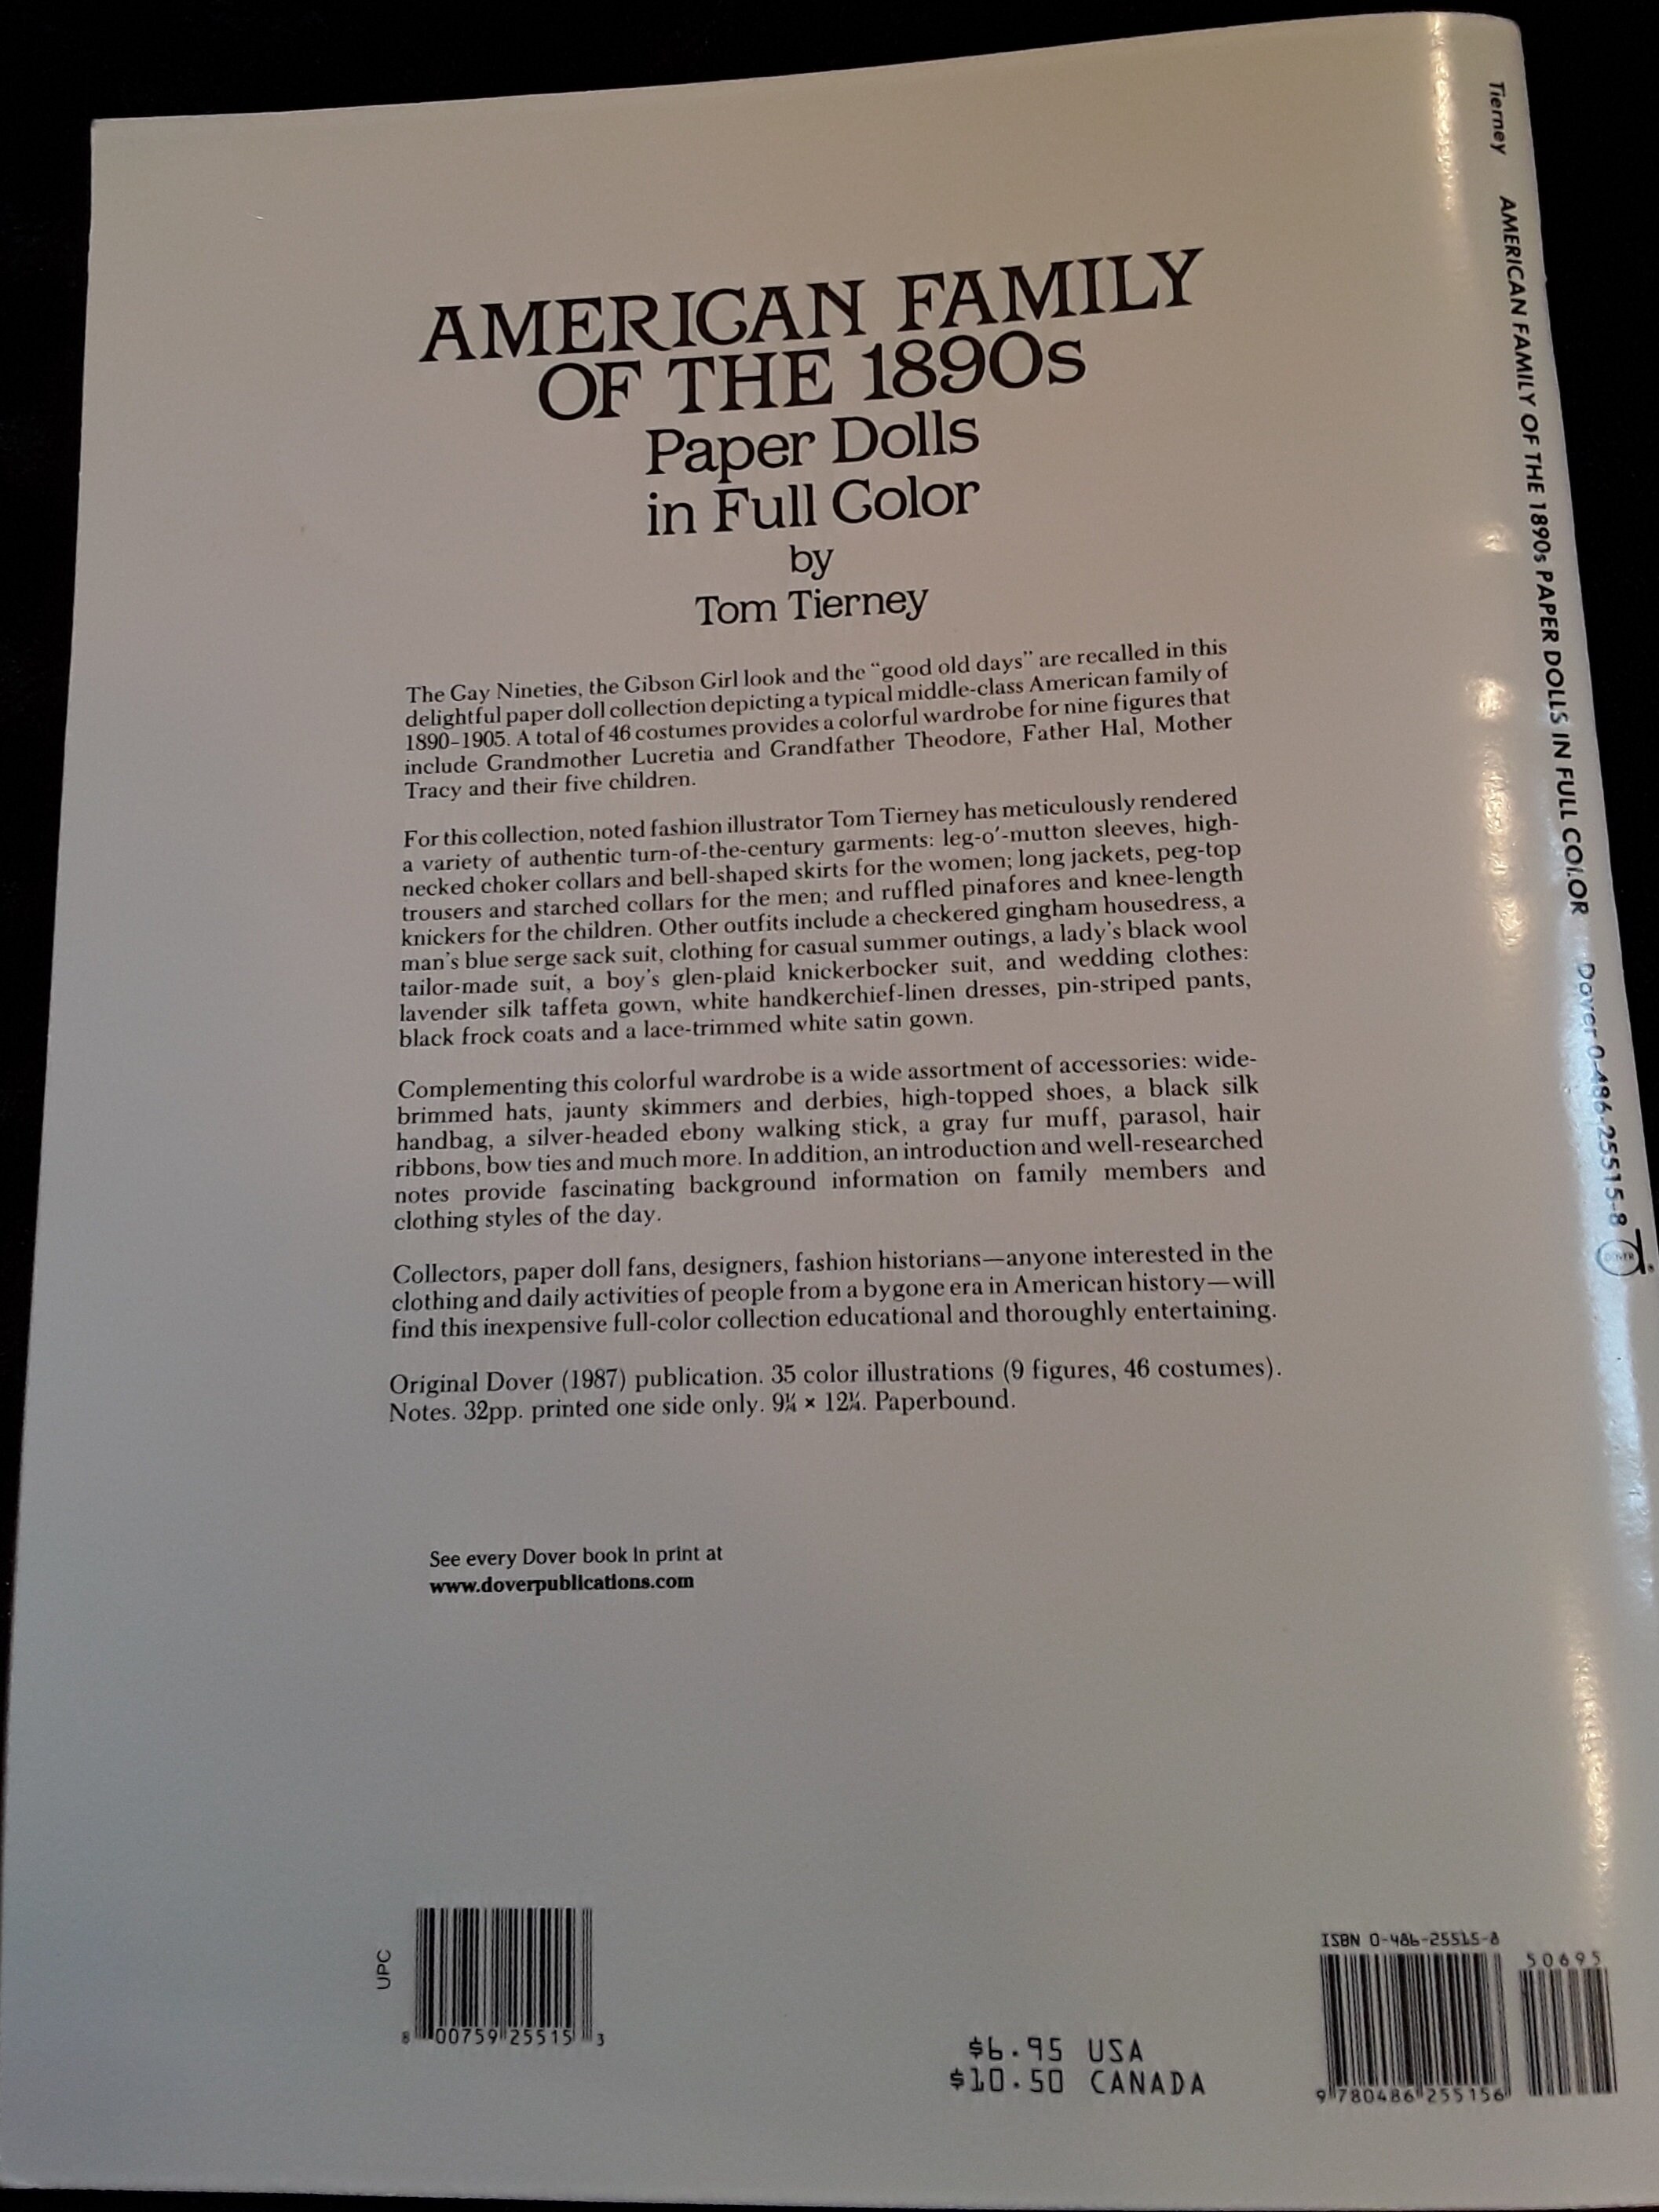 AMERICAN FAMILY
OF THE 1890s
Paper Dolls
in Full Color
by
Tom Tierney
The Gay Nineties, the Gibson Girl look and the “good old days” are recalled in this
delightful paper doll collection depicting a typical middle-class American family of
1890–1905. A total of 46 costumes provides a colorful wardrobe for nine figures that
include Grandmother Lucretia and Grandfather Theodore, Father Hal, Mother
Tracy and their five children.
For this collection, noted fashion illustrator Tom Tierney has meticulously rendered
a variety of authentic turn-of-the-century garments: leg-o’-mutton sleeves, high-
necked choker collars and bell-shaped skirts for the women; long jackets, peg-top
trousers and starched collars for the men; and ruffled pinafores and knee-length
knickers for the children. Other outfits include a checkered gingham housedress, a
man’s blue serge sack suit, clothing for casual summer outings, a lady’s black wool
tailor-made suit, a boy’s glen-plaid knickerbocker suit, and wedding clothes:
lavender silk taffeta gown, white handkerchief-linen dresses, pin-striped pants,
black frock coats and a lace-trimmed white satin gown.
Complementing this colorful wardrobe is a wide assortment of accessories: wide-
brimmed hats, jaunty skimmers and derbies, high-topped shoes, a black silk
handbag, a silver-headed ebony walking stick, a gray fur muff, parasol, hair
ribbons, bow ties and much more. In addition, an introduction and well-researched
notes provide fascinating background information on family members and
clothing styles of the day.
Collectors, paper doll fans, designers, fashion historians—anyone interested in the
clothing and daily activities of people from a bygone era in American history—will
find this inexpensive full-color collection educational and thoroughly entertaining.
Original Dover (1987) publication. 35 color illustrations (9 figures, 46 costumes).
Notes. 32pp. printed one side only. 9¼ × 12¼. Paperbound.
See every Dover book in print at
www.doverpublications.com
UPC
8 00759 25515 3
$6.95 USA
$10.50 CANADA
ISBN 0-486-25515-8
50695
9 780486 255156
Tierney AMERICAN FAMILY OF THE 1890s PAPER DOLLS IN FULL COLOR Dover 0-486-25515-8
DOVER